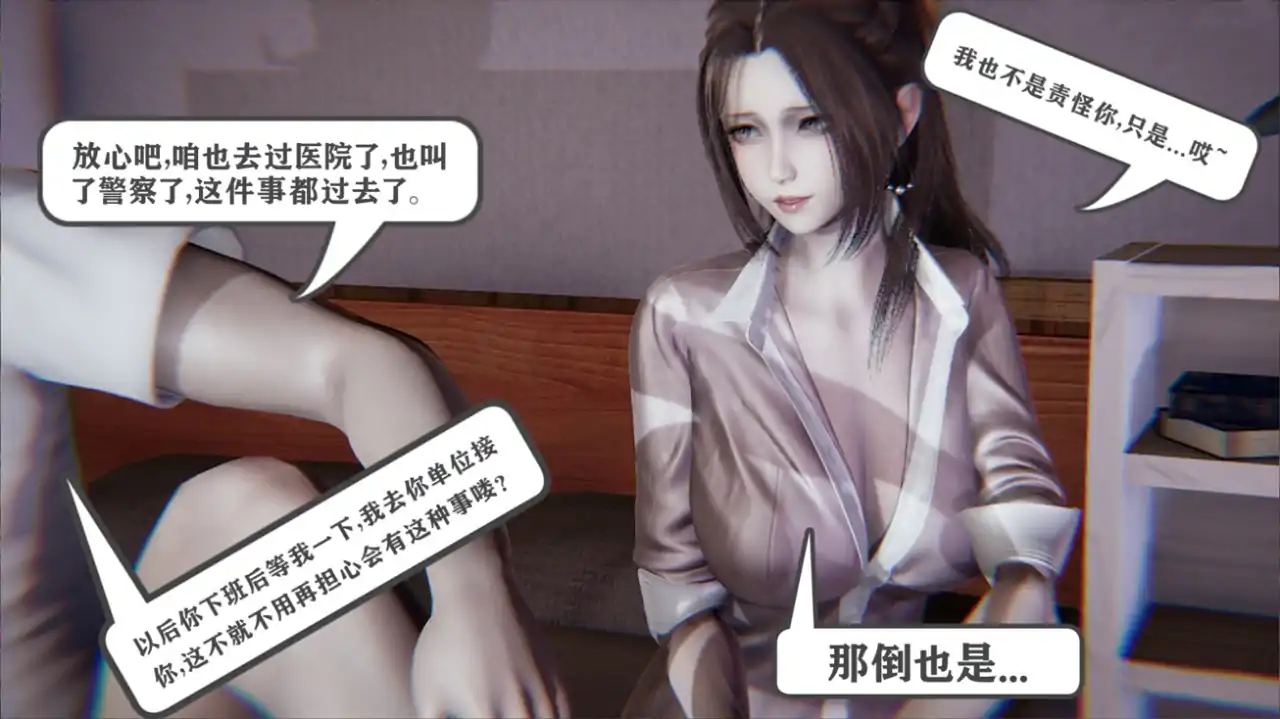 我也不是责怪你,只是...哎~
放心吧,咱也去过医院了,也叫
了警察了,这件事都过去了。
以后你下班后等我一下,我去你单位接
你,这不就不用再担心会有这种事喽?
那倒也是...